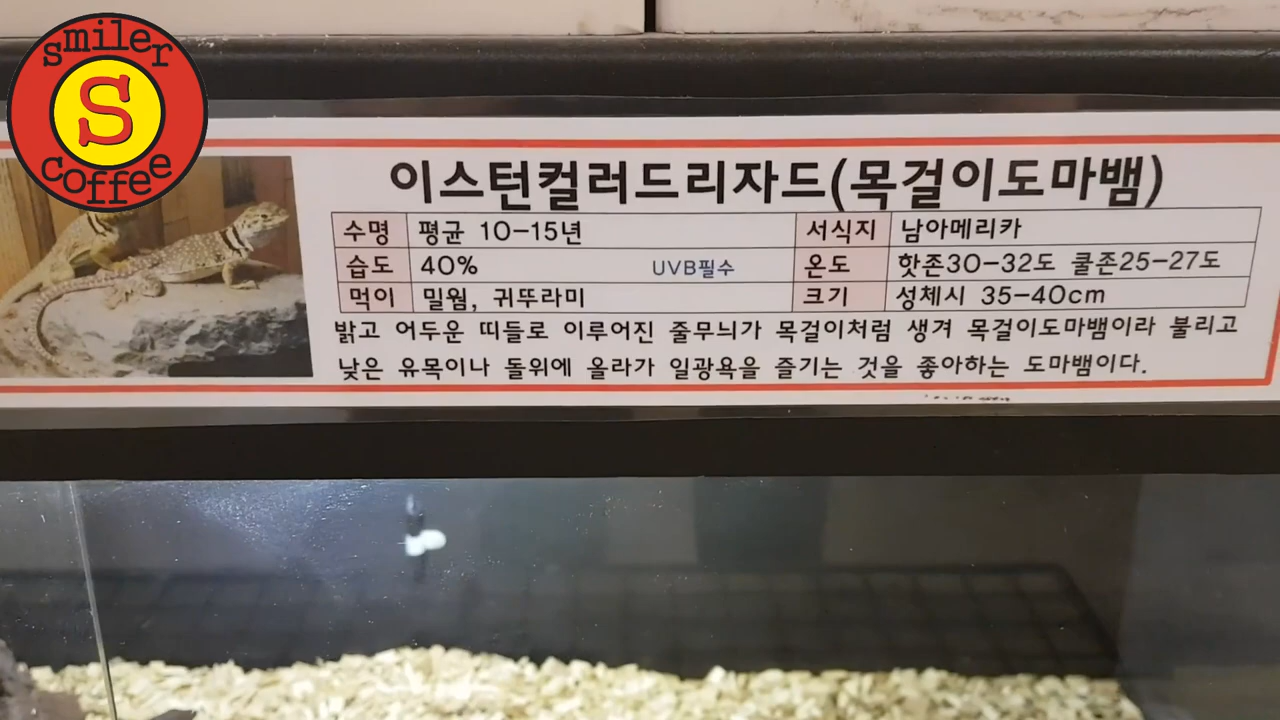 smiler
S
coffee
이스턴컬러드리자드(목걸이도마뱀)
수명 평균 10-15년 서식지 남아메리카
습도 40% UVB필수 온도 핫존30-32도 쿨존25-27도
먹이 밀웜, 귀뚜라미 크기 성체시 35-40cm
밝고 어두운 띠들로 이루어진 줄무늬가 목걸이처럼 생겨 목걸이도마뱀이라 불리고
낮은 유목이나 돌위에 올라가 일광욕을 즐기는 것을 좋아하는 도마뱀이다.